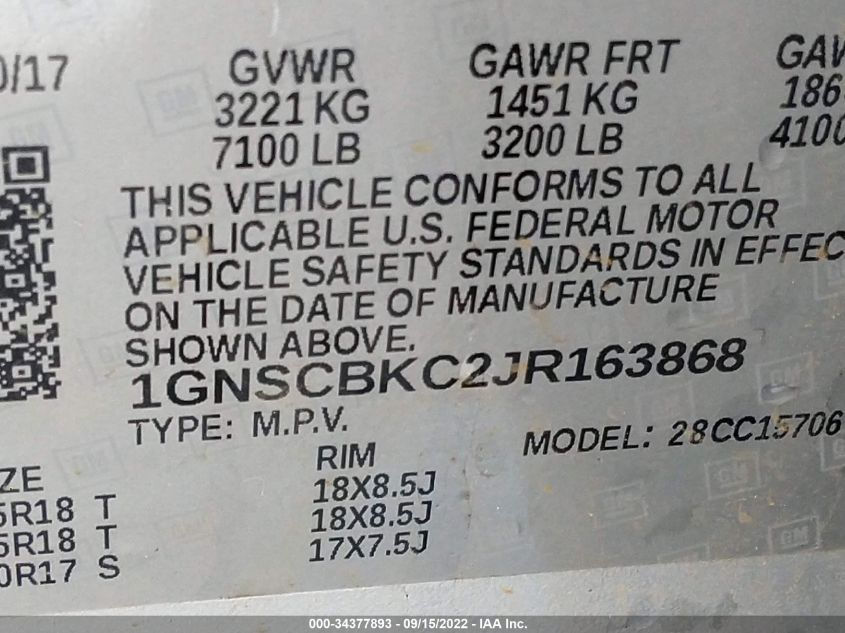 0/17 GVWR GAWR FRT GAW
3221 KG 1451 KG 186
7100 LB 3200 LB 4100
THIS VEHICLE CONFORMS TO ALL
APPLICABLE U.S. FEDERAL MOTOR
VEHICLE SAFETY STANDARDS IN EFFEC
ON THE DATE OF MANUFACTURE
SHOWN ABOVE.
1GNSCBKC2JR163868
TYPE: M.P.V. MODEL: 28CC15706
ZE RIM
5R18 T 18X8.5J
5R18 T 18X8.5J
0R17 S 17X7.5J
GM
000-34377893 - 09/15/2022 - IAA Inc.